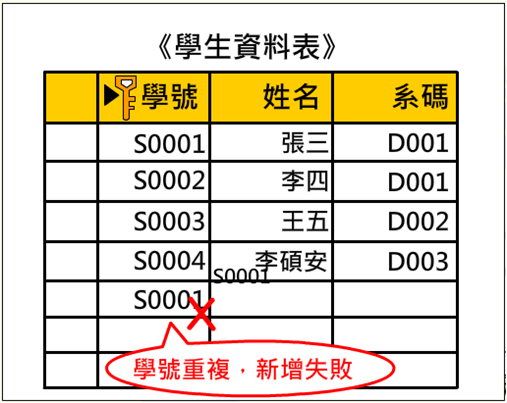 《學生資料表》
學號 姓名 系碼
S0001 張三 D001
S0002 李四 D001
S0003 王五 D002
S0004 李碩安 D003
S0001
S0001
學號重複，新增失敗